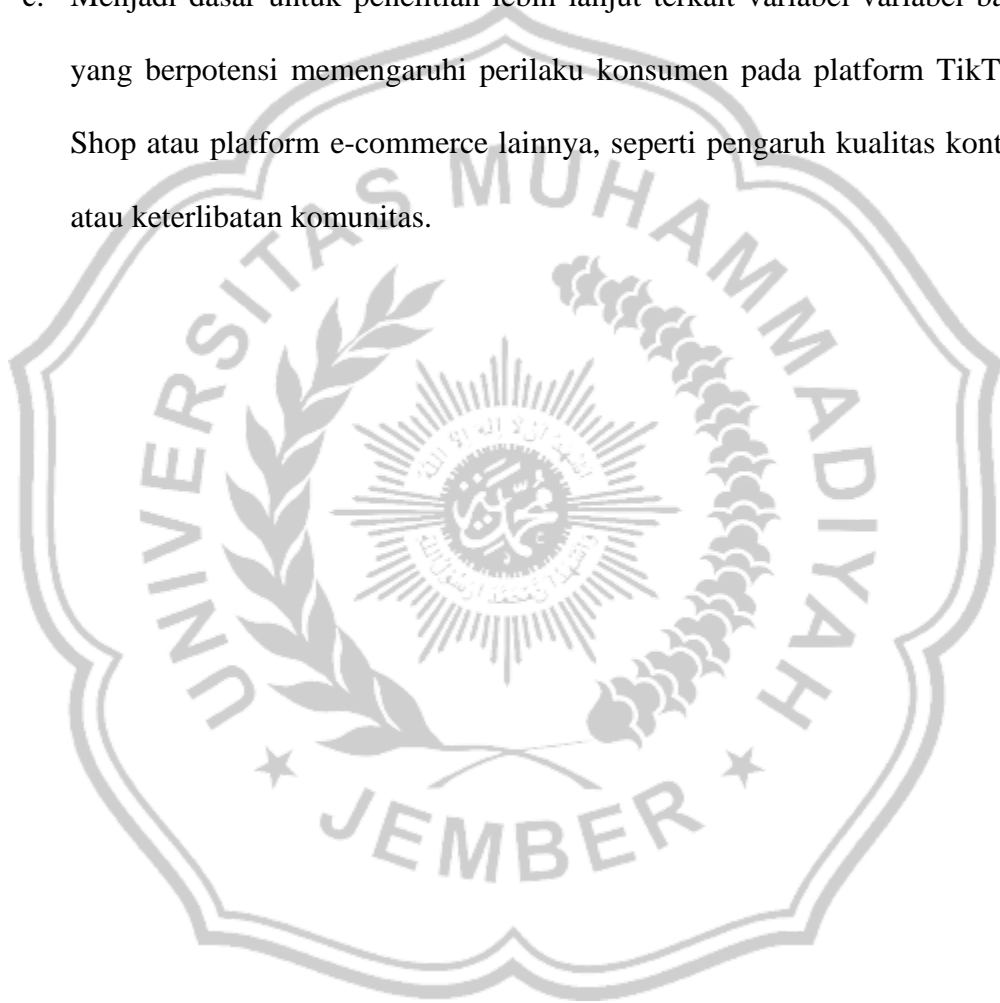 c. Menjadi dasar untuk penelitian lebih lanjut terkait variabel-variabel
yang berpotensi memengaruhi perilaku konsumen pada platform
Shop atau platform e-commerce lainnya, seperti pengaruh kualitas
atau keterlibatan komunitas.
UNIVERSITAS MUHAMMADIYAH
JEMBER